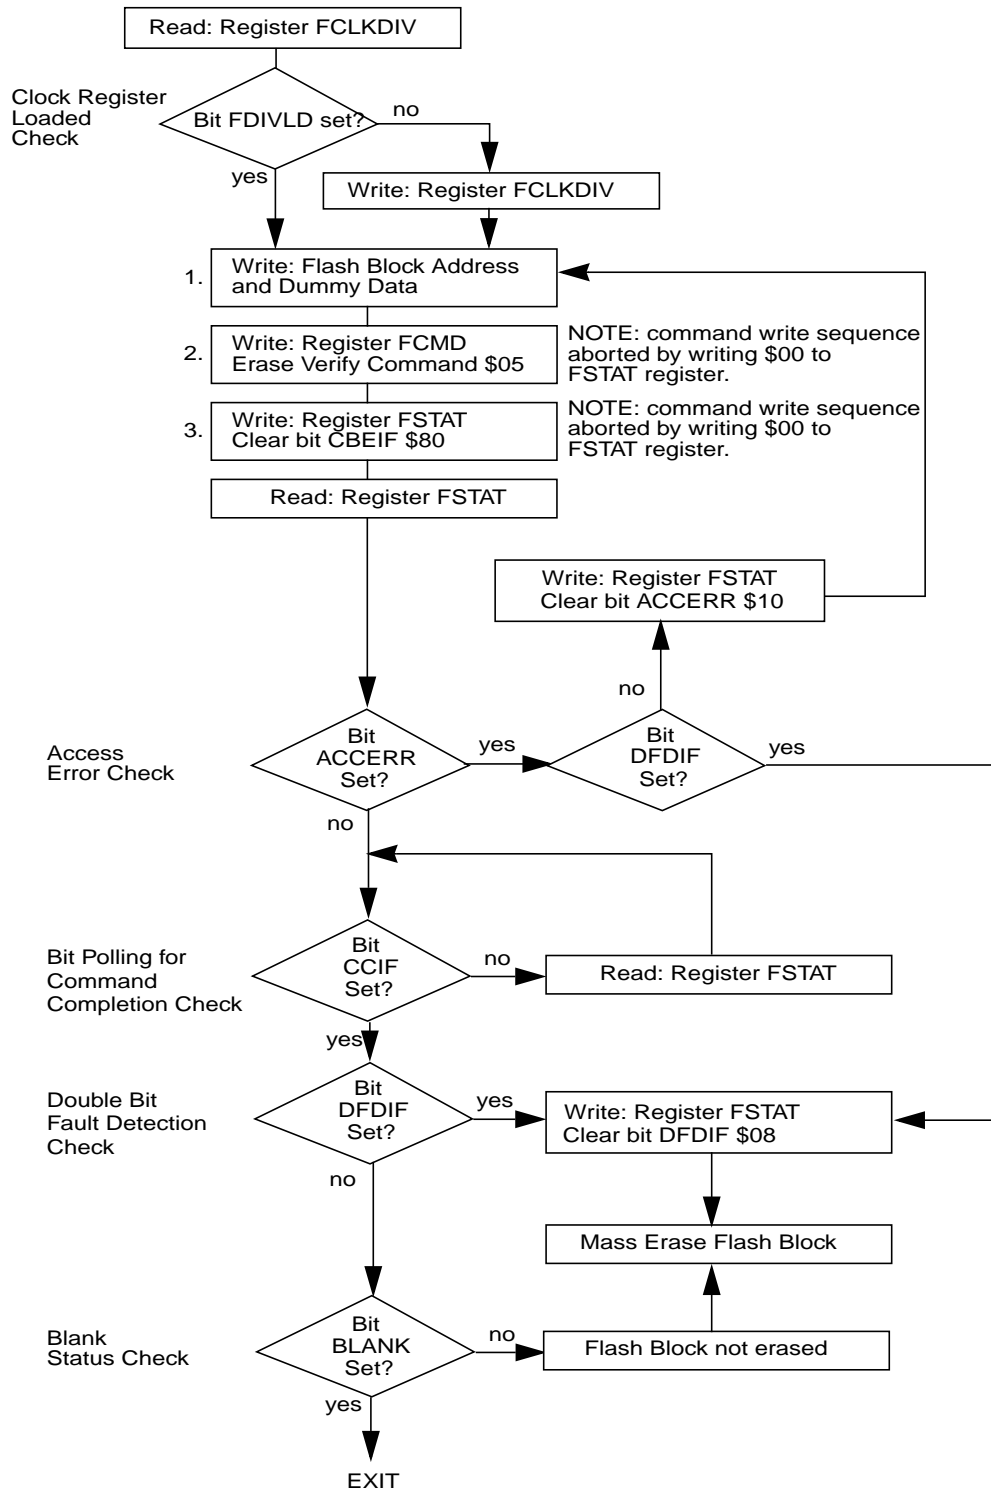 Read: Register FCLKDIV
Clock Register
Loaded
Check
Bit FDIVLD set?
no
yes
Write: Register FCLKDIV
1.
Write: Flash Block Address
and Dummy Data
2.
Write: Register FCMD
Erase Verify Command $05
NOTE: command write sequence
aborted by writing $00 to
FSTAT register.
3.
Write: Register FSTAT
Clear bit CBEIF $80
NOTE: command write sequence
aborted by writing $00 to
FSTAT register.
Read: Register FSTAT
Write: Register FSTAT
Clear bit ACCERR $10
no
Access
Error Check
Bit
ACCERR
Set?
yes
Bit
DFDIF
Set?
yes
no
Bit Polling for
Command
Completion Check
Bit
CCIF
Set?
no
Read: Register FSTAT
yes
Double Bit
Fault Detection
Check
Bit
DFDIF
Set?
yes
Write: Register FSTAT
Clear bit DFDIF $08
no
Mass Erase Flash Block
Blank
Status Check
Bit
BLANK
Set?
no
Flash Block not erased
yes
EXIT